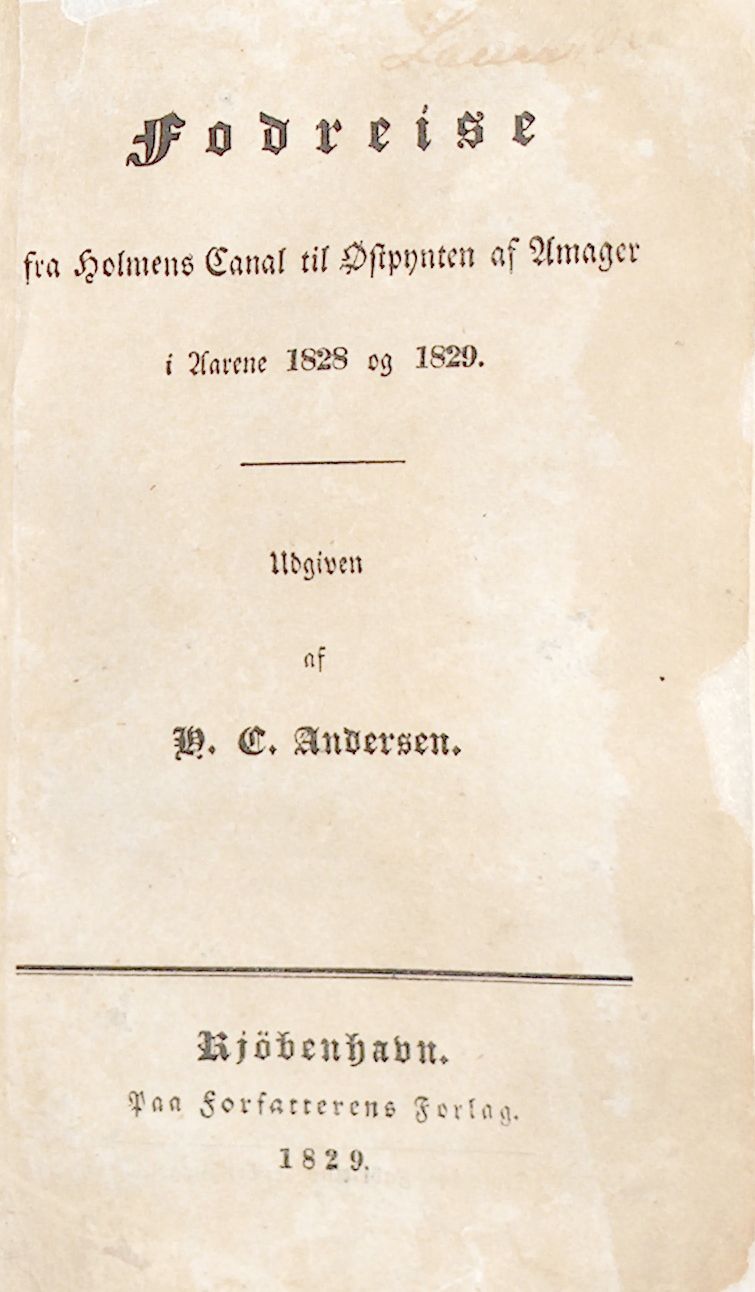 Fodreise
fra Holmens Canal til Østpynten af Amager
i Aarene 1828 og 1829.
Udgiven
af
H. C. Andersen.
Kjöbenhavn.
Paa Forfatterens Forlag.
1829.